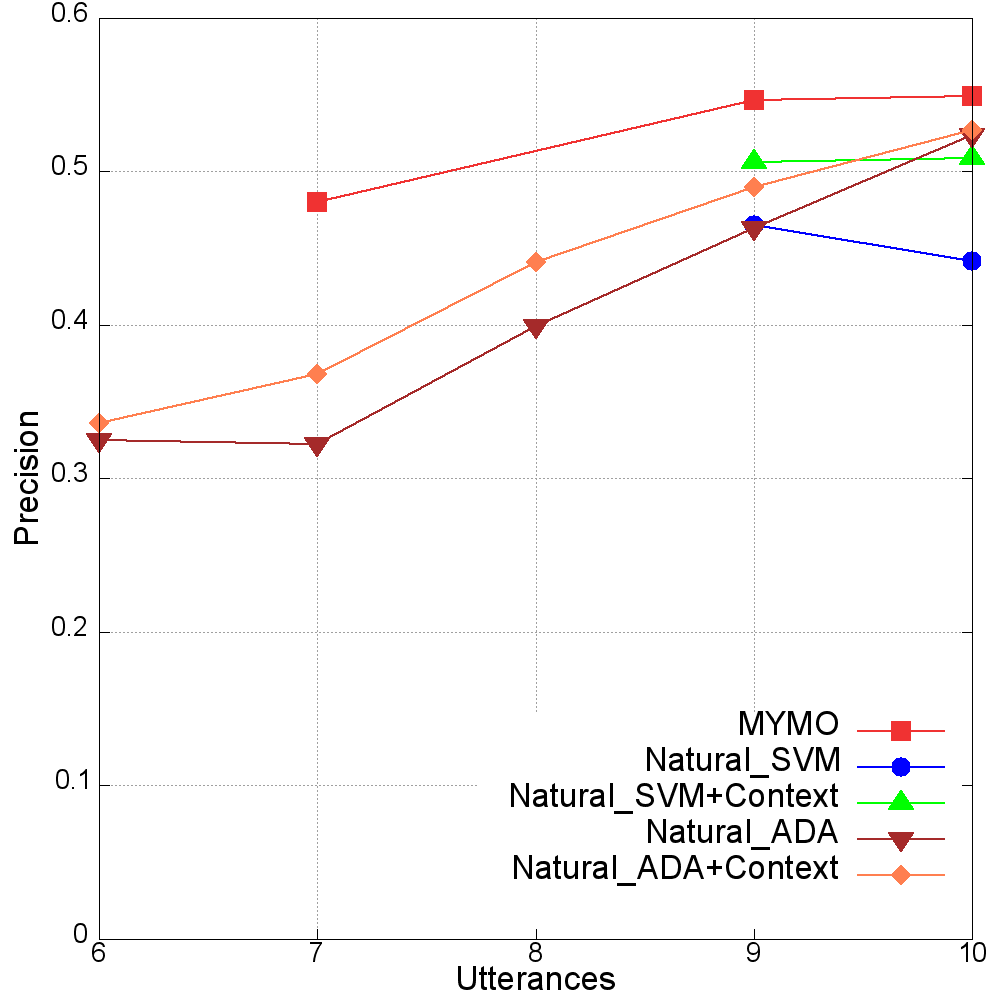 0.6
0.5
0.4
0.3
0.2
0.1
0
Precision
MYMO
Natural_SVM
Natural_SVM+Context
Natural_ADA
Natural_ADA+Context
6 7 8 9 10
Utterances